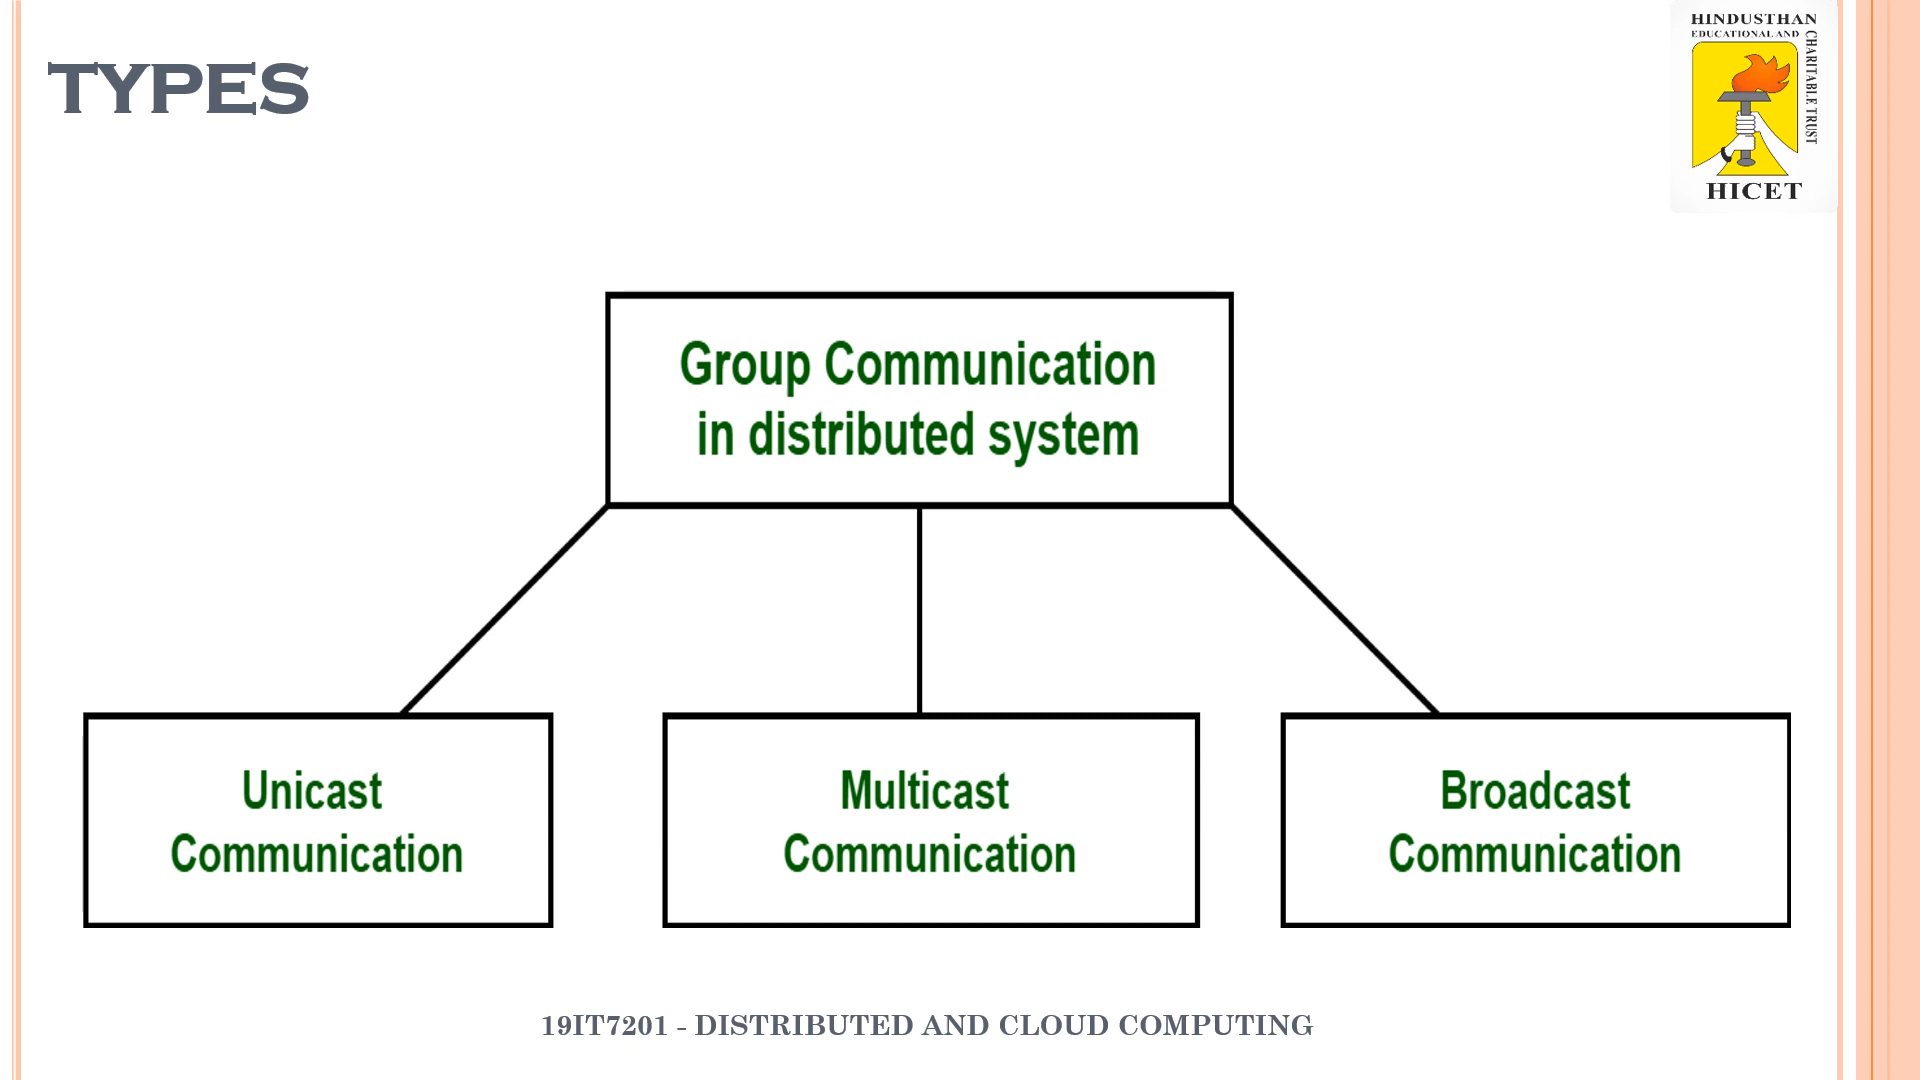 TYPES
HINDUSTHAN
EDUCATIONAL AND
CHARITABLE TRUST
HICET
Group Communication
in distributed system
Unicast
Communication
Multicast
Communication
Broadcast
Communication
19IT7201 - DISTRIBUTED AND CLOUD COMPUTING